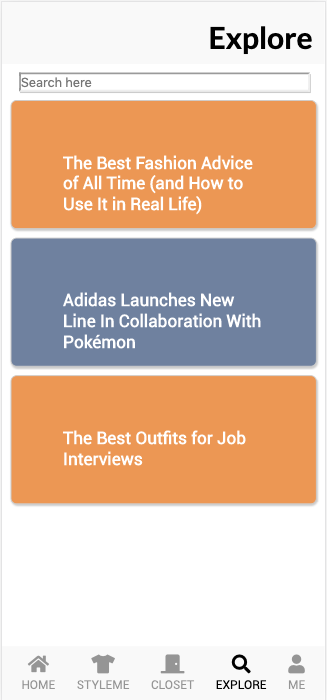 Explore
Search here
The Best Fashion Advice
of All Time (and How to
Use It in Real Life)
Adidas Launches New
Line In Collaboration With
Pokémon
The Best Outfits for Job
Interviews
HOME STYLEME CLOSET EXPLORE ME